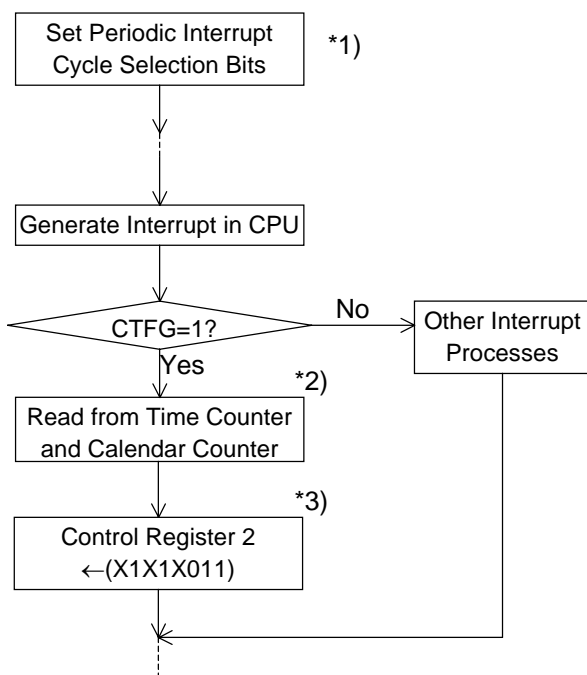 Set Periodic Interrupt
Cycle Selection Bits
*1)
Generate Interrupt in CPU
CTFG=1?
No
Other Interrupt
Processes
Yes
*2)
Read from Time Counter
and Calendar Counter
*3)
Control Register 2
←(X1X1X011)